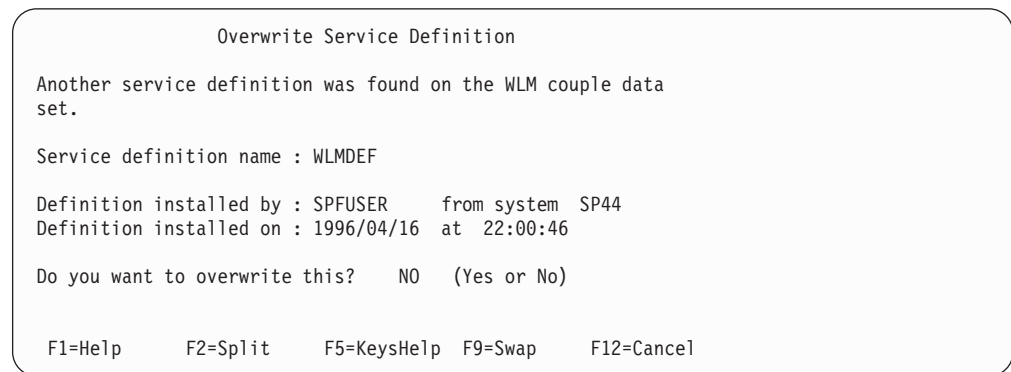 Overwrite Service Definition
Another service definition was found on the WLM couple data
set.
Service definition name : WLMDEF
Definition installed by : SPFUSER from system SP44
Definition installed on : 1996/04/16 at 22:00:46
Do you want to overwrite this? NO (Yes or No)
F1=Help F2=Split F5=KeysHelp F9=Swap F12=Cancel